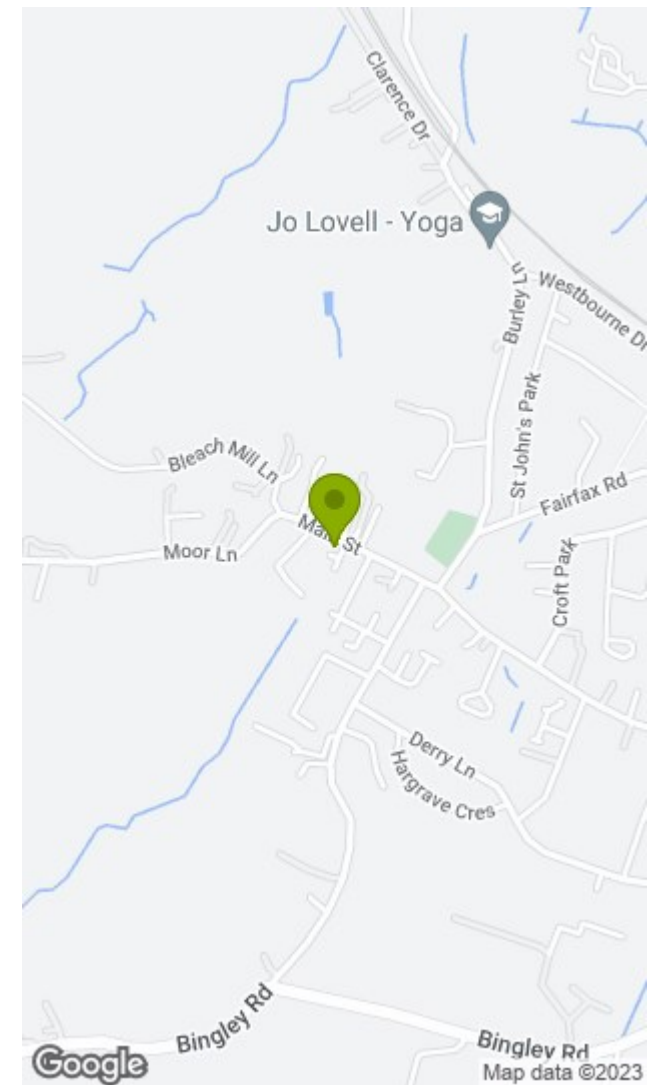 Clarence Dr
Jo Lovell - Yoga
Westbourne Dr
Burley Ln
St John's Park
Bleach Mill Ln
Fairfax Rd
Main St
Moor Ln
Croft Park
Derry Ln
Hargrave Cres
Bingley Rd
Bingley Rd
Google
Map data ©2023